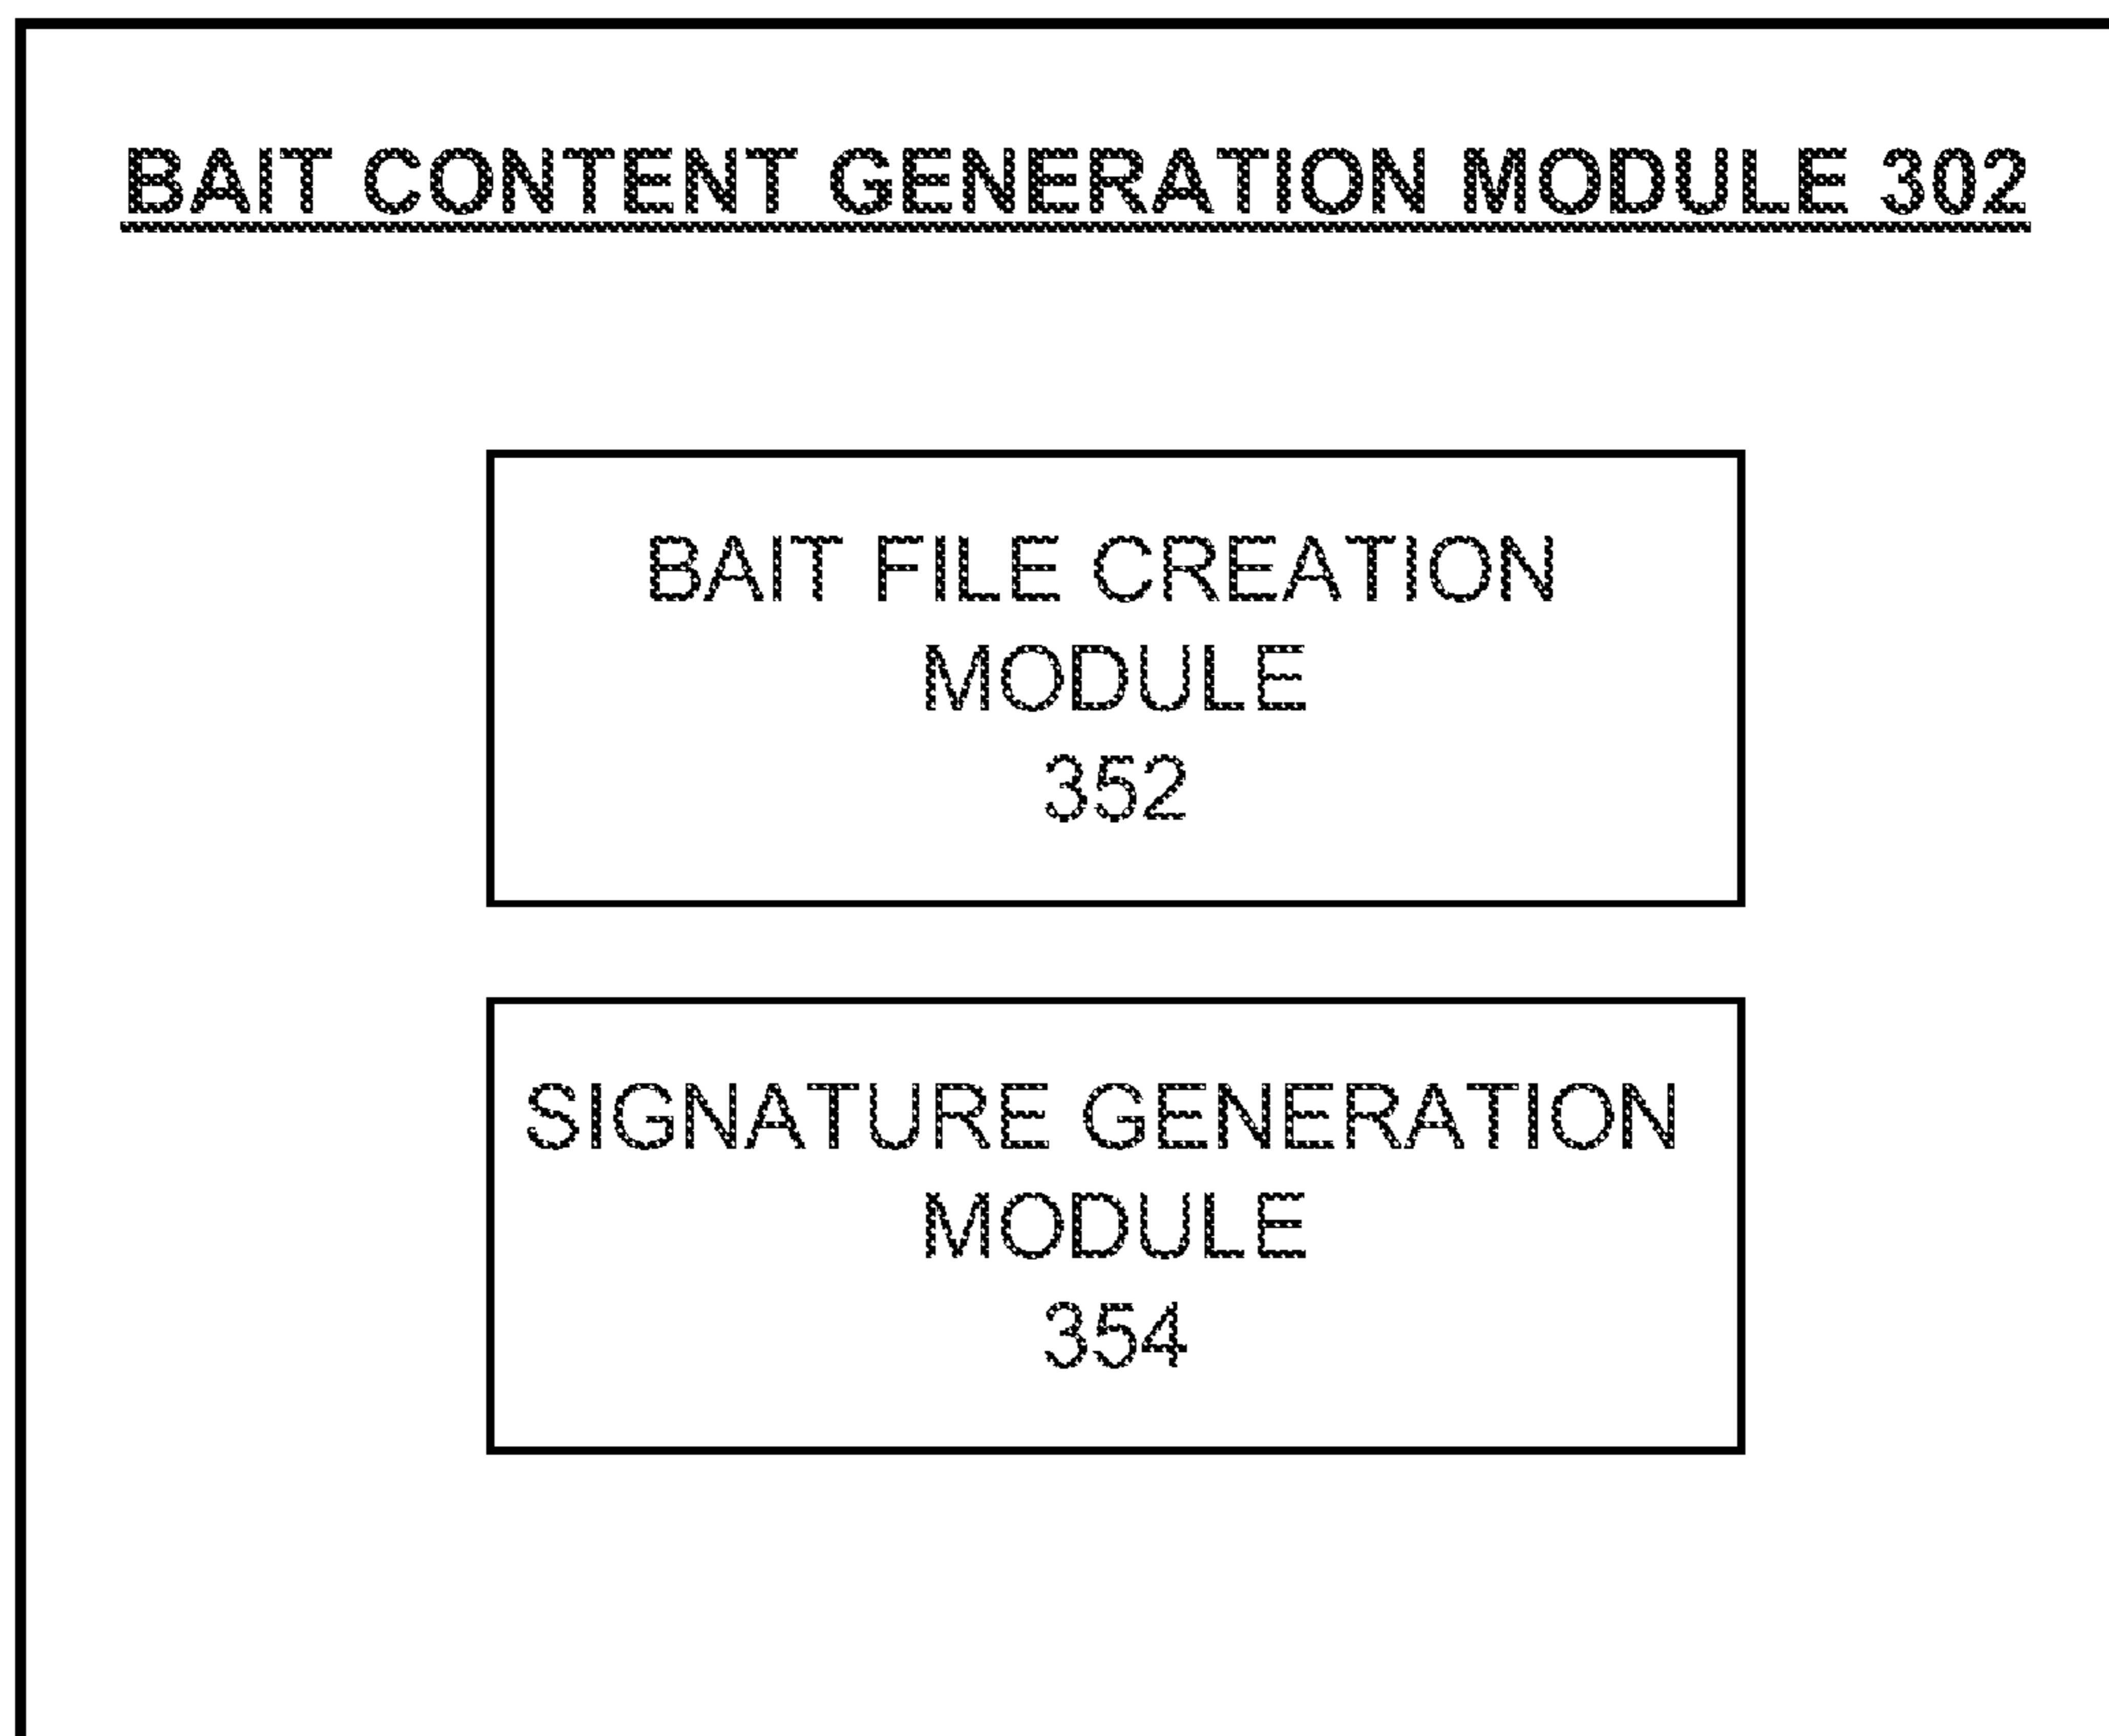 BAIT CONTENT GENERATION MODULE 302
BAIT FILE CREATION
MODULE
352
SIGNATURE GENERATION
MODULE
354